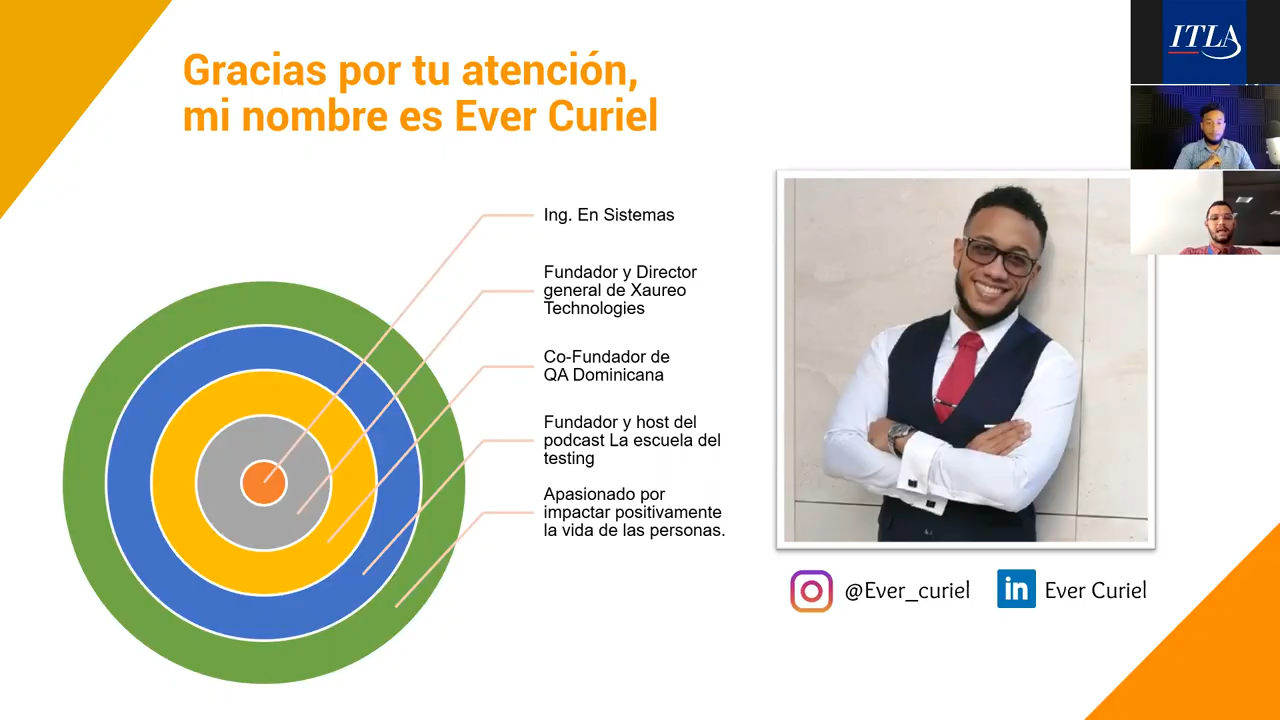 Gracias por tu atención,
mi nombre es Ever Curiel
ITLA
Ing. En Sistemas
Fundador y Director
general de Xaureo
Technologies
Co-Fundador de
QA Dominicana
Fundador y host del
podcast La escuela del
testing
Apasionado por
impactar positivamente
la vida de las personas.
@Ever_curiel
in Ever Curiel